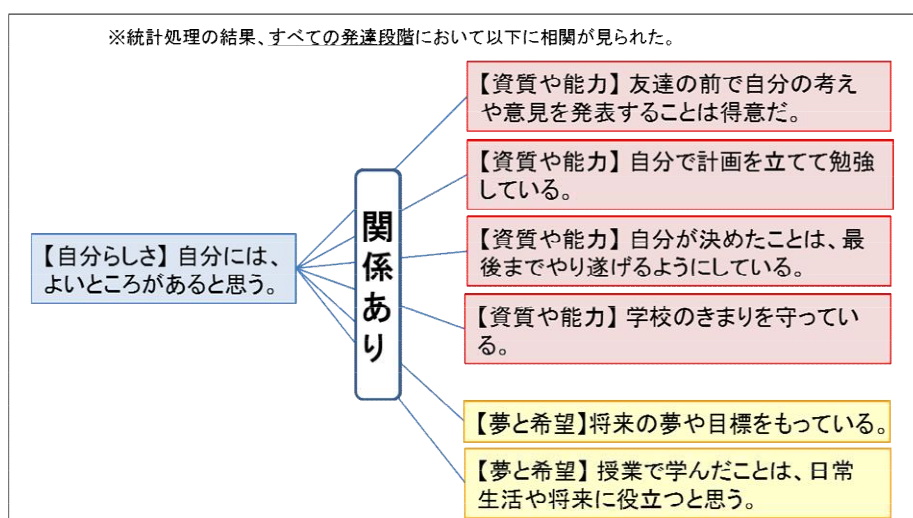 ※統計処理の結果、すべての発達段階において以下に相関が見られた。
【資質や能力】 友達の前で自分の考え
や意見を発表することは得意だ。
【資質や能力】 自分で計画を立てて勉強
している。
【資質や能力】 自分が決めたことは、最
後までやり遂げるようにしている。
【資質や能力】 学校のきまりを守ってい
る。
【自分らしさ】 自分には、
よいところがあると思う。
関係あり
【夢と希望】将来の夢や目標をもっている。
【夢と希望】 授業で学んだことは、日常
生活や将来に役立つと思う。